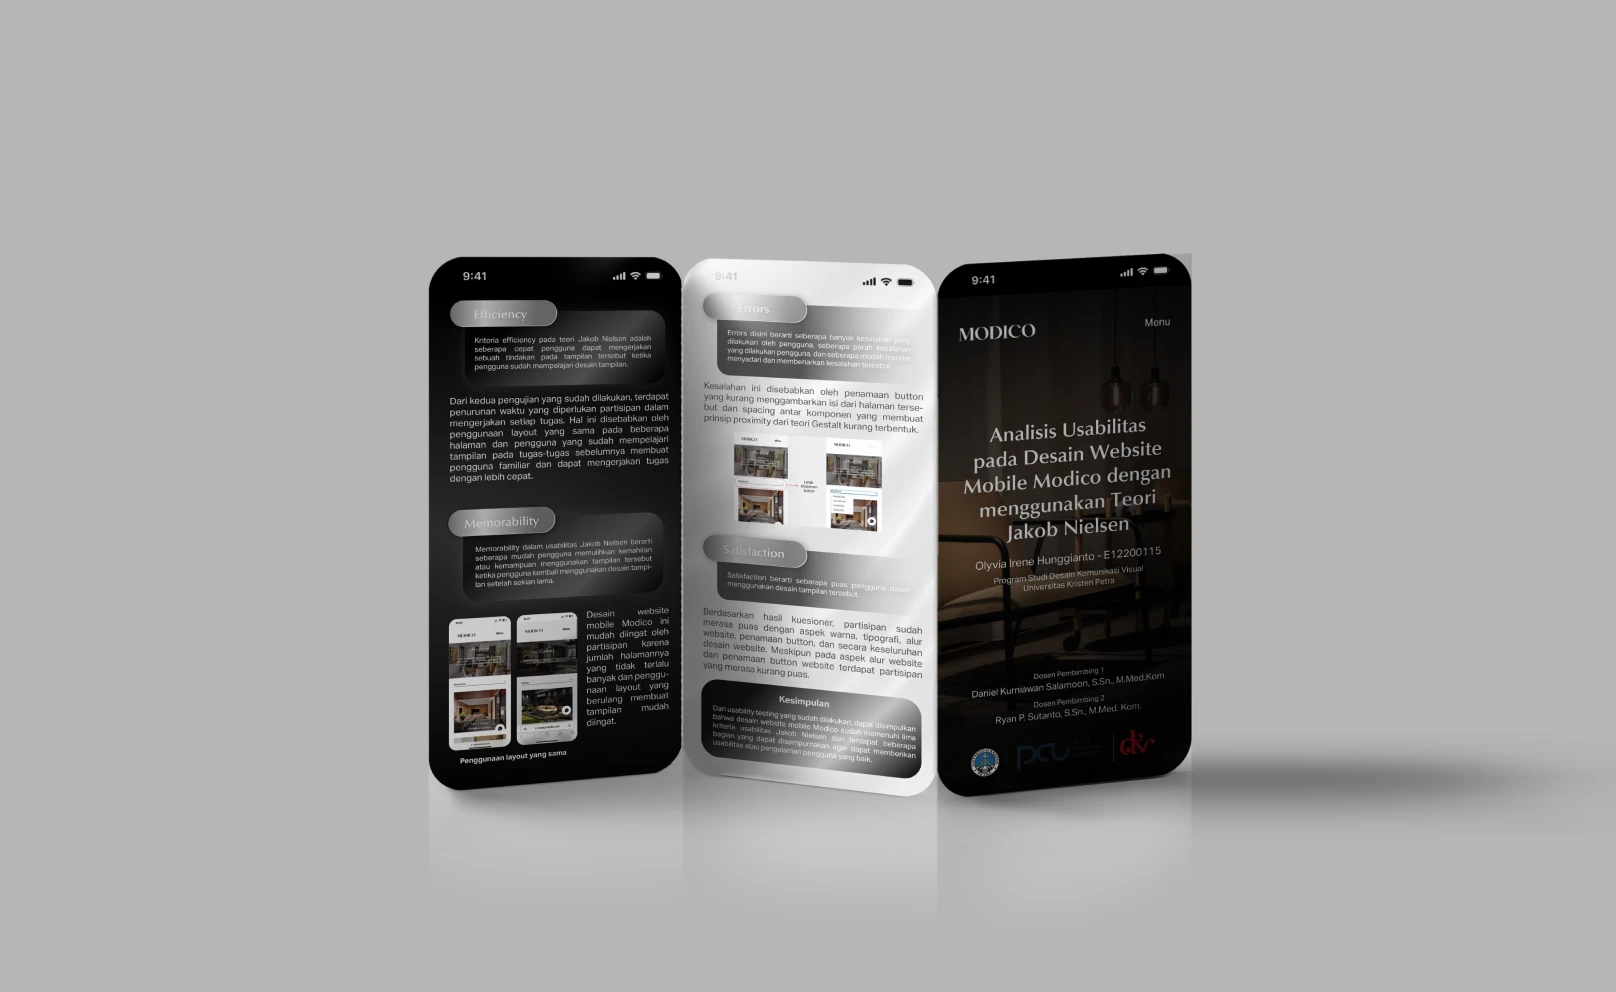 9:41
Efficiency
Kriteria efficiency pada teori Jakob Nielsen adalah
seberapa cepat pengguna dapat mengerjakan
sebuah tindakan pada tampilan tersebut ketika
pengguna sudah mempelajari desain tampilan.
Dari kedua pengujian yang sudah dilakukan, terdapat
penurunan waktu yang diperlukan partisipan dalam
mengerjakan setiap tugas. Hal ini disebabkan oleh
penggunaan layout yang sama pada beberapa
halaman dan pengguna yang sudah mempelajari
tampilan pada tugas-tugas sebelumnya membuat
pengguna familiar dan dapat mengerjakan tugas
dengan lebih cepat.
Memorability
Memorability dalam usabilitas Jakob Nielsen berarti
seberapa mudah pengguna memulihkan kemahiran
atau kemampuan menggunakan tampilan tersebut
ketika pengguna kembali menggunakan desain tampi-
lan setelah sekian lama.
MODICO
MODICO
Desain website
mobile Modico ini
mudah diingat oleh
partisipan karena
jumlah halamannya
yang tidak terlalu
banyak dan penggu-
naan layout yang
berulang membuat
tampilan mudah
diingat.
Penggunaan layout yang sama
9:41
Errors
Errors disini berarti seberapa banyak kesalahan yang
dilakukan oleh pengguna, seberapa parah kesalahan
yang dilakukan pengguna, dan seberapa mudah mereka
menyadari dan membenarkan kesalahan tersebut.
Kesalahan ini disebabkan oleh penamaan button
yang kurang menggambarkan isi dari halaman terse-
but dan spacing antar komponen yang membuat
prinsip proximity dari teori Gestalt kurang terbentuk.
MODICO
MODICO
Letak
dropdown
button
Satisfaction
Satisfaction berarti seberapa puas pengguna dalam
menggunakan desain tampilan tersebut.
Berdasarkan hasil kuesioner, partisipan sudah
merasa puas dengan aspek warna, tipografi, alur
website, penamaan button, dan secara keseluruhan
desain website. Meskipun pada aspek alur website
dan penamaan button website terdapat partisipan
yang merasa kurang puas.
Kesimpulan
Dari usability testing yang sudah dilakukan, dapat disimpulkan
bahwa desain website mobile Modico sudah memenuhi lima
kriteria usabilitas Jakob Nielsen dan terdapat beberapa
bagian yang dapat disempurnakan agar dapat memberikan
usabilitas atau pengalaman pengguna yang baik.
9:41
MODICO
Menu
Analisis Usabilitas
pada Desain Website
Mobile Modico dengan
menggunakan Teori
Jakob Nielsen
Olyvia Irene Hunggianto - E12200115
Program Studi Desain Komunikasi Visual
Universitas Kristen Petra
Dosen Pembimbing 1
Daniel Kurniawan Salamoon, S.Sn., M.Med.Kom
Dosen Pembimbing 2
Ryan P. Sutanto, S.Sn., M.Med. Kom.
pcu
dkv